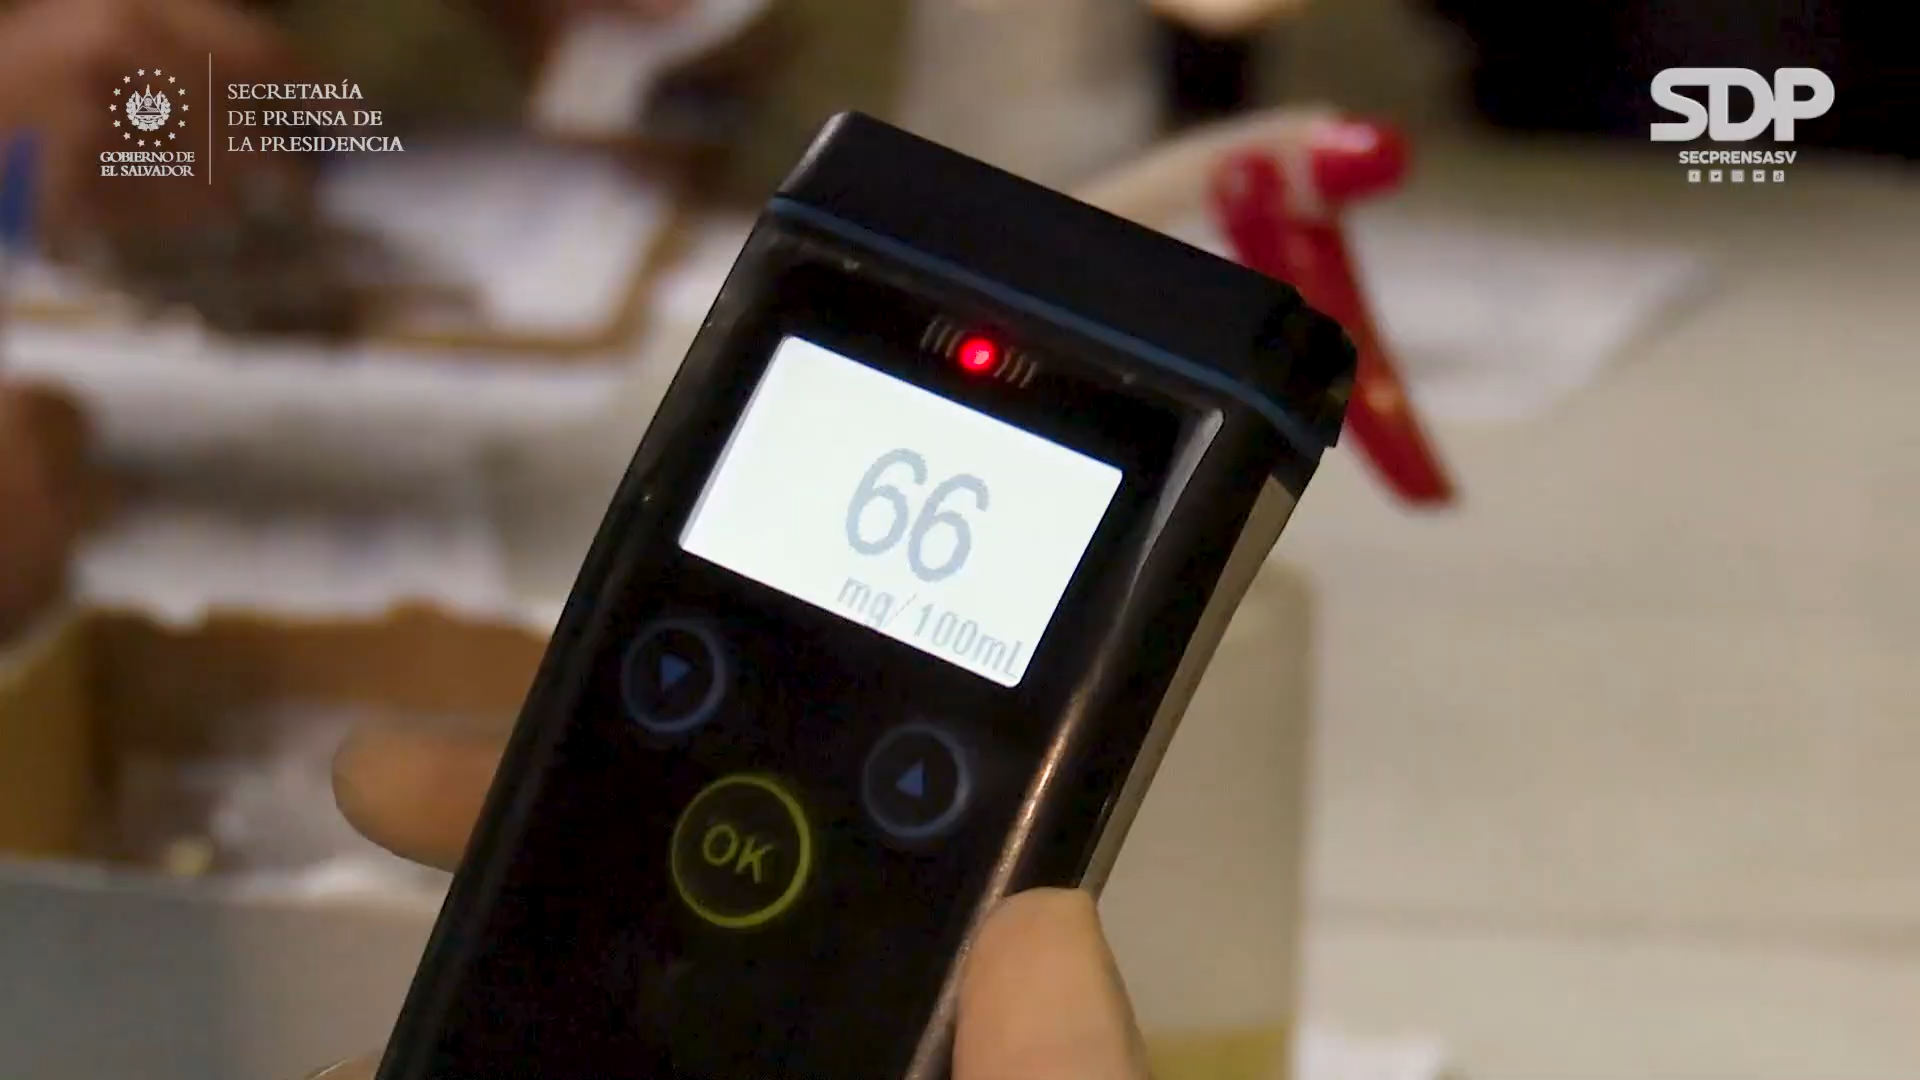 GOBIERNO DE
EL SALVADOR
SECRETARÍA
DE PRENSA DE
LA PRESIDENCIA
SDP
SECPRENSASV
66
mg/100mL
OK